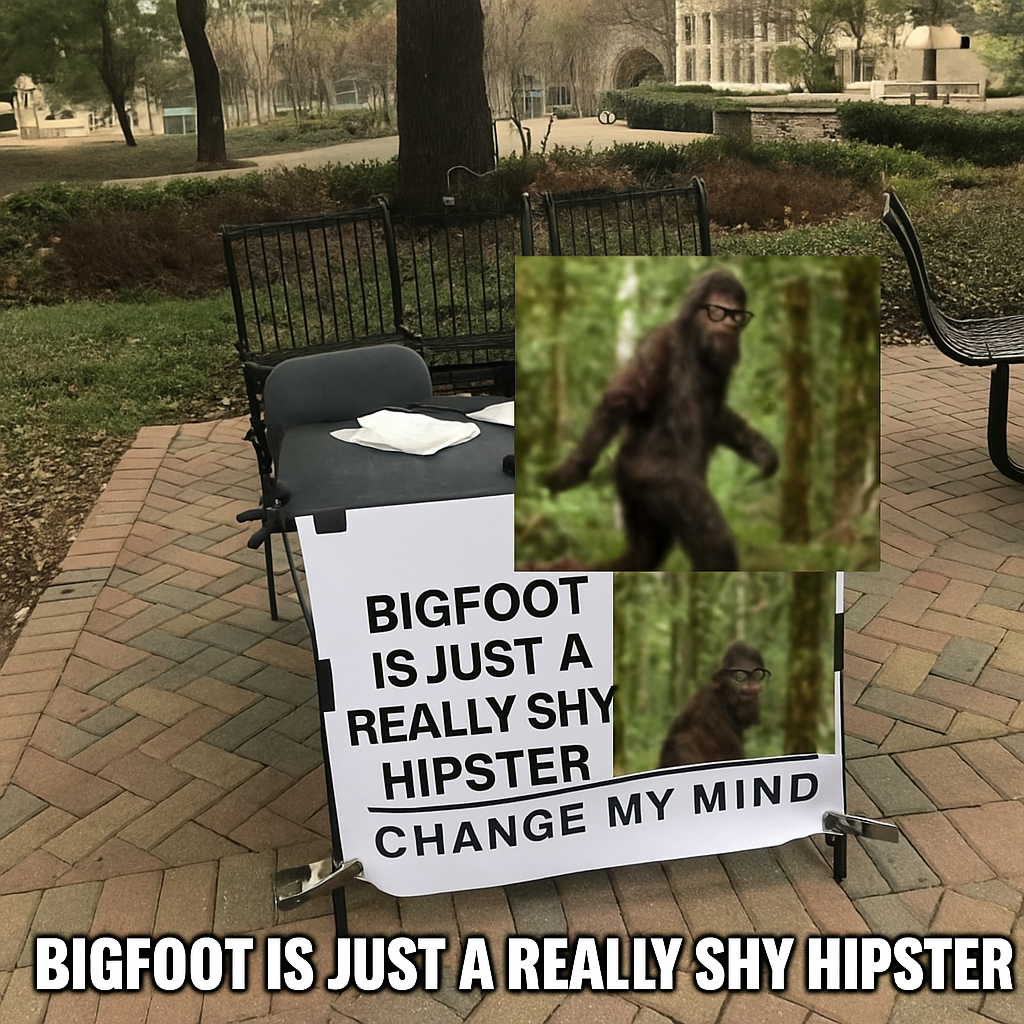 BIGFOOT
IS JUST A
REALLY SHY
HIPSTER
CHANGE MY MIND
BIGFOOT IS JUST A REALLY SHY HIPSTER